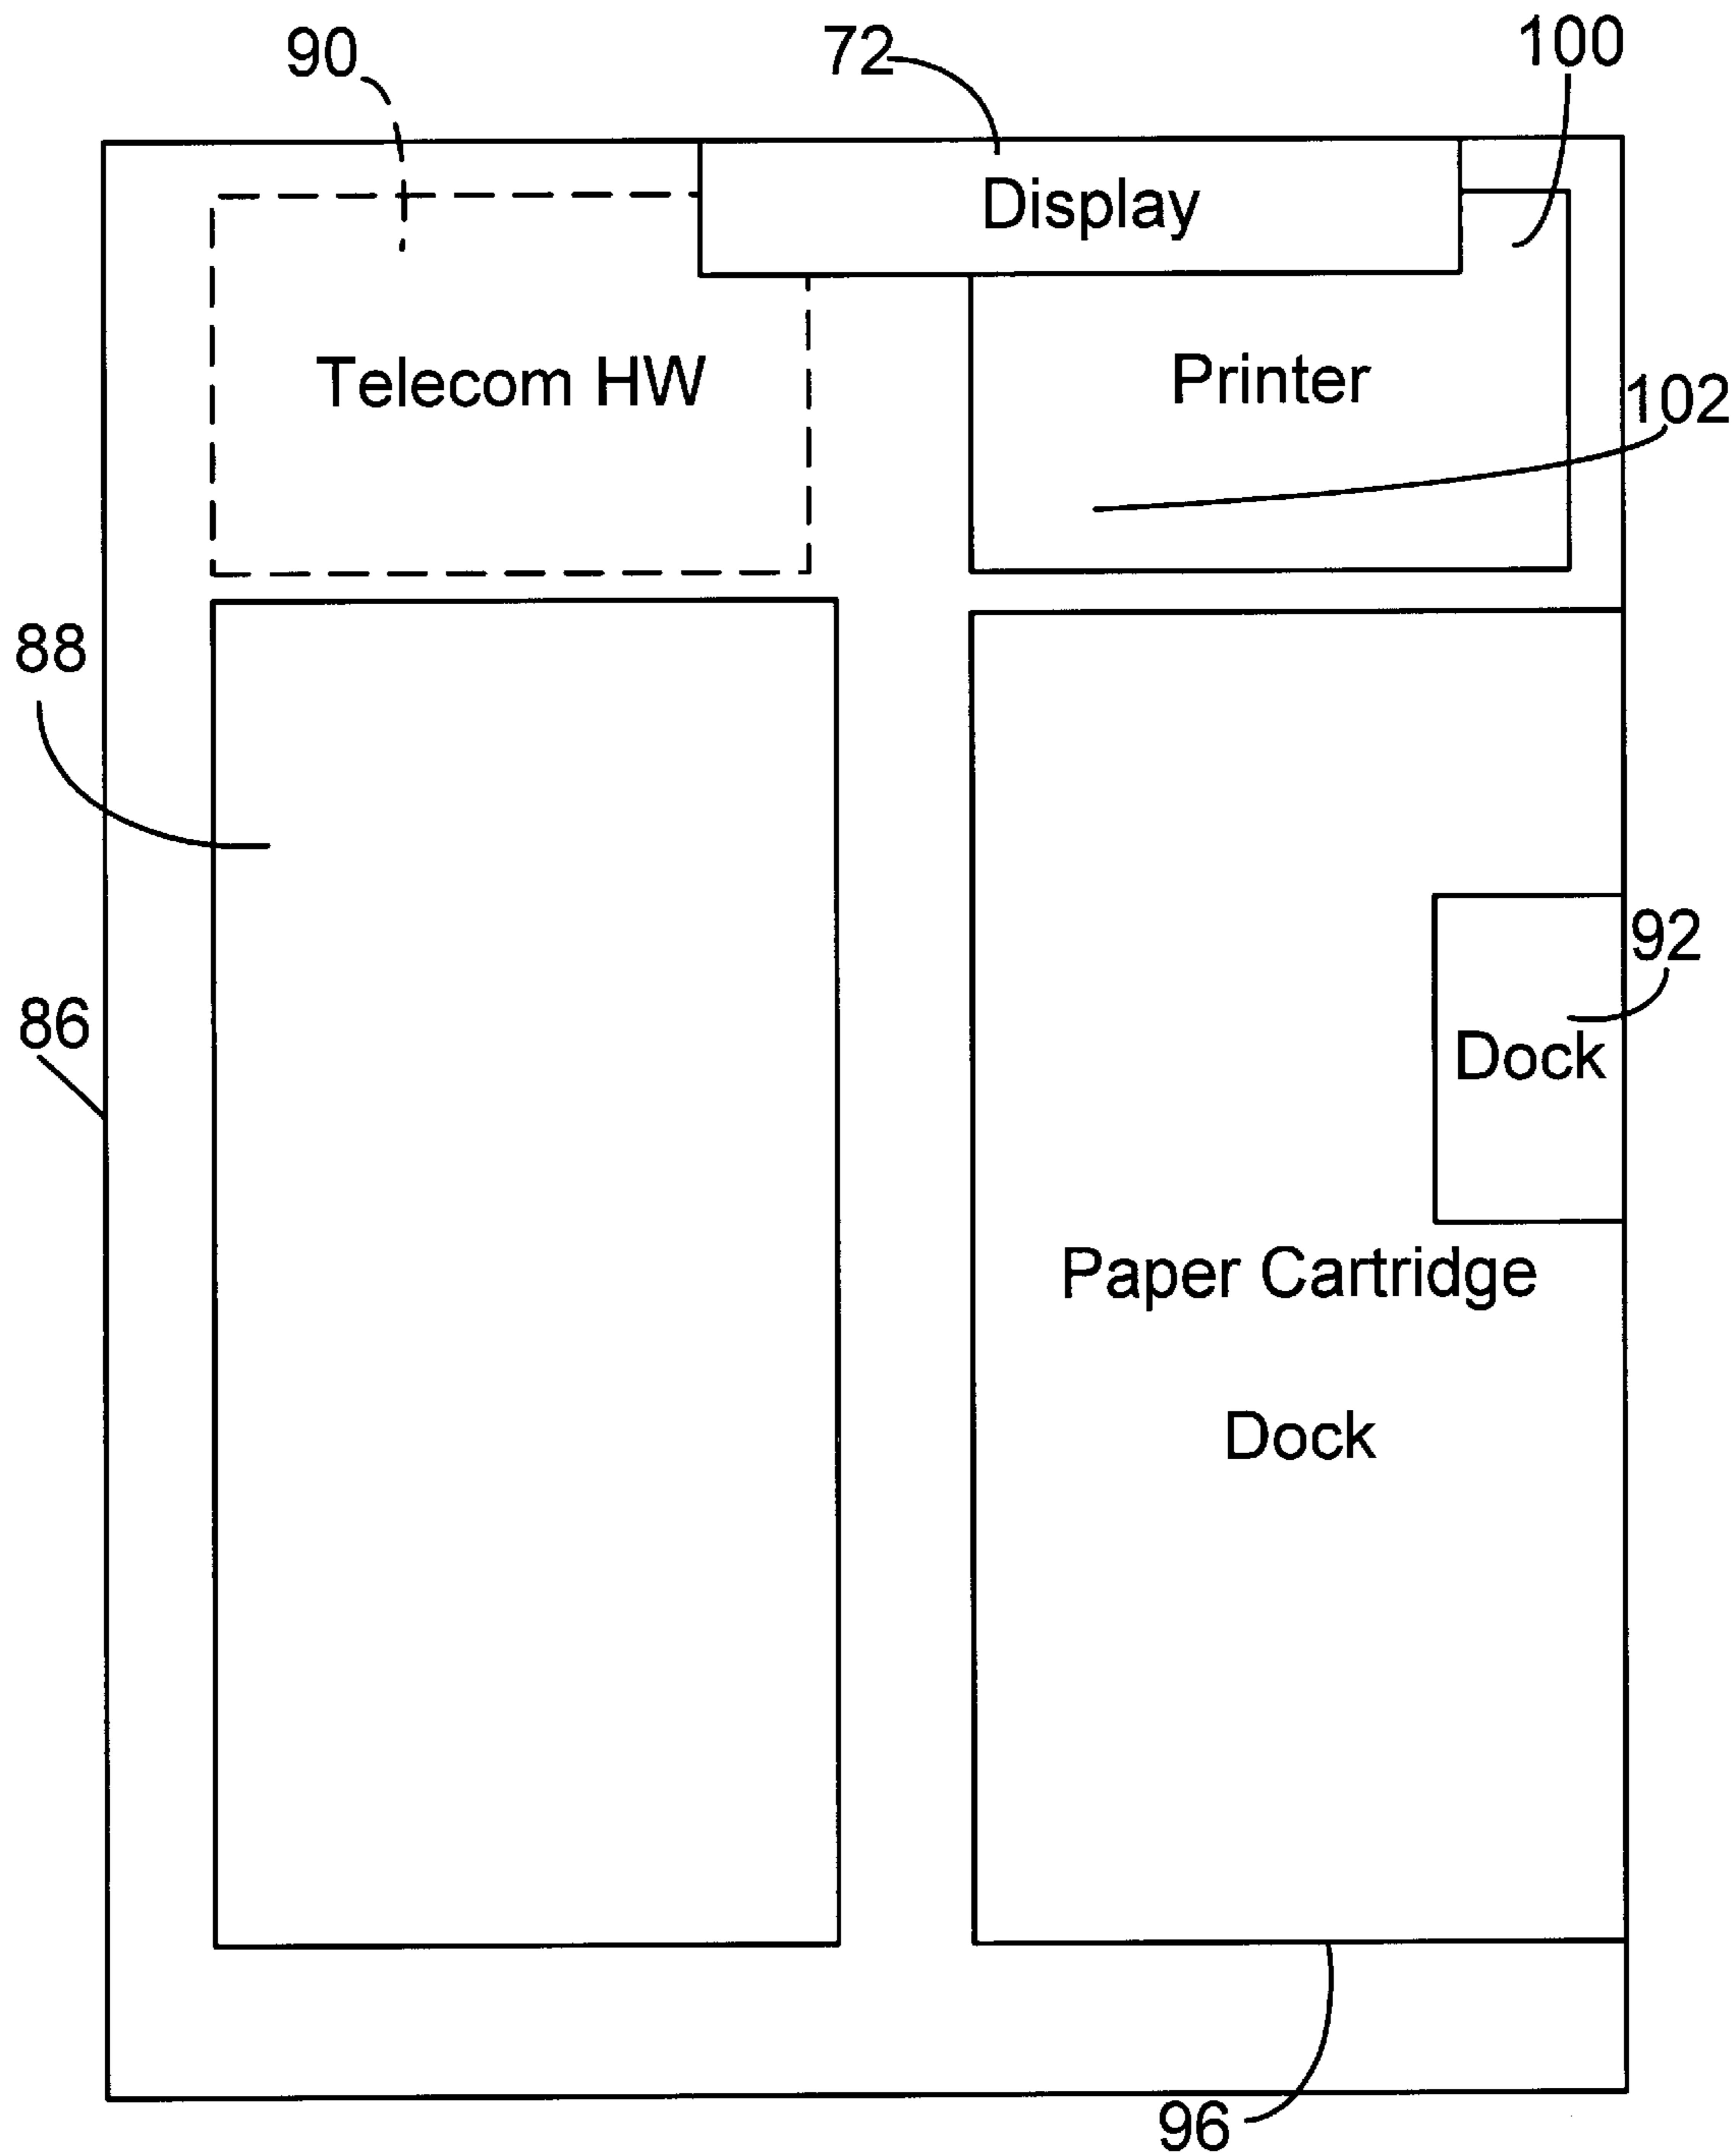 90
72
100
Display
Telecom HW
Printer
102
88
92
86
Dock
Paper Cartridge
Dock
96